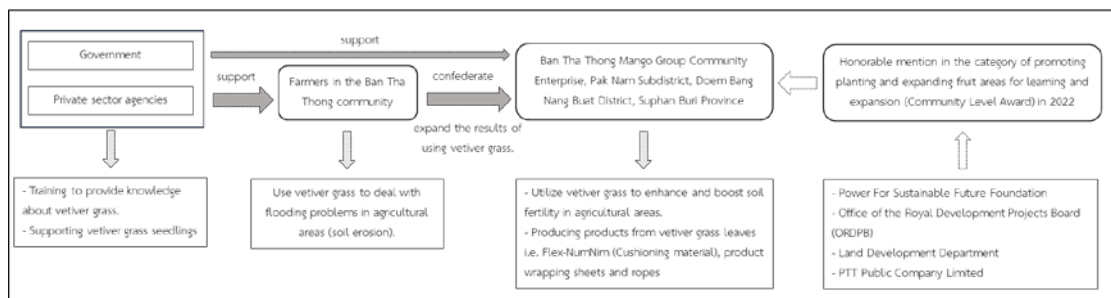 Government
Private sector agencies
support
support
Farmers in the Ban Tha
Thong community
confederate
expand the results of
using vetiver grass.
Ban Tha Thong Mango Group Community
Enterprise, Pak Nam Subdistrict, Doem Bang
Nang Buat District, Suphan Buri Province
Honorable mention in the category of promoting
planting and expanding fruit areas for learning and
expansion (Community Level Award) in 2022
- Training to provide knowledge
about vetiver grass.
- Supporting vetiver grass seedlings
Use vetiver grass to deal with
flooding problems in agricultural
areas (soil erosion).
- Utilize vetiver grass to enhance and boost soil
fertility in agricultural areas.
- Producing products from vetiver grass leaves
i.e. Flex-NumNim (Cushioning material), product
wrapping sheets and ropes
- Power For Sustainable Future Foundation
- Office of the Royal Development Projects Board
(ORDPB)
- Land Development Department
- PTT Public Company Limited